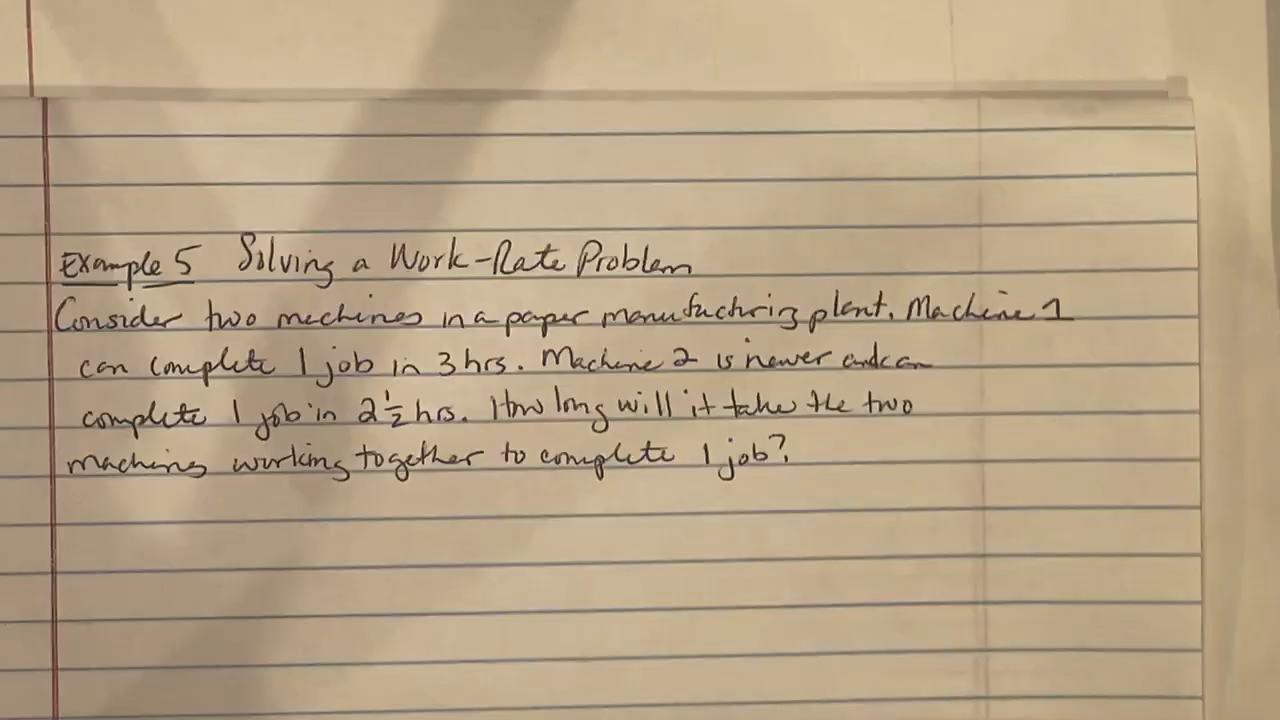 Example 5 Solving a Work-Rate Problem
Consider two machines in a paper manufacturing plant. Machine 1
can complete 1 job in 3 hrs. Machine 2 is newer and can
complete 1 job in 2 1/2 hrs. How long will it take the two
machines working together to complete 1 job?